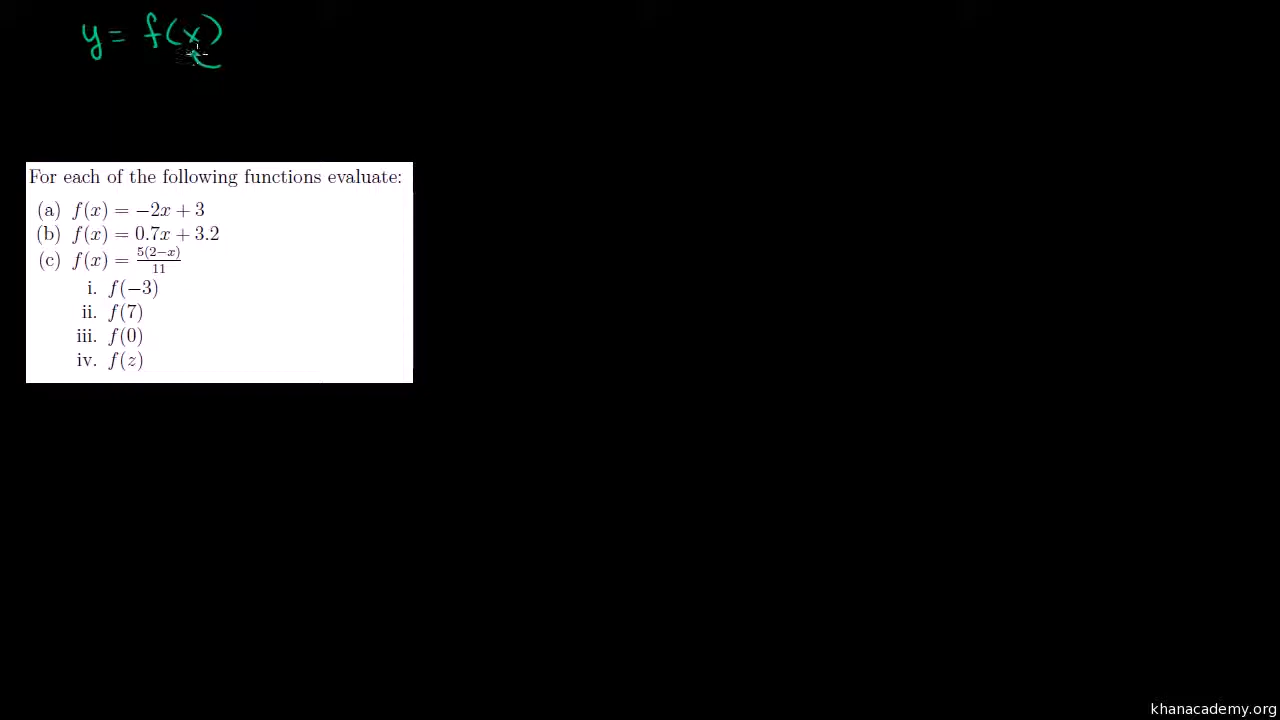 y = f(x)
For each of the following functions evaluate:
(a) f(x) = −2x + 3
(b) f(x) = 0.7x + 3.2
(c) f(x) = 5(2−x)/11
i. f(−3)
ii. f(7)
iii. f(0)
iv. f(z)
khanacademy.org